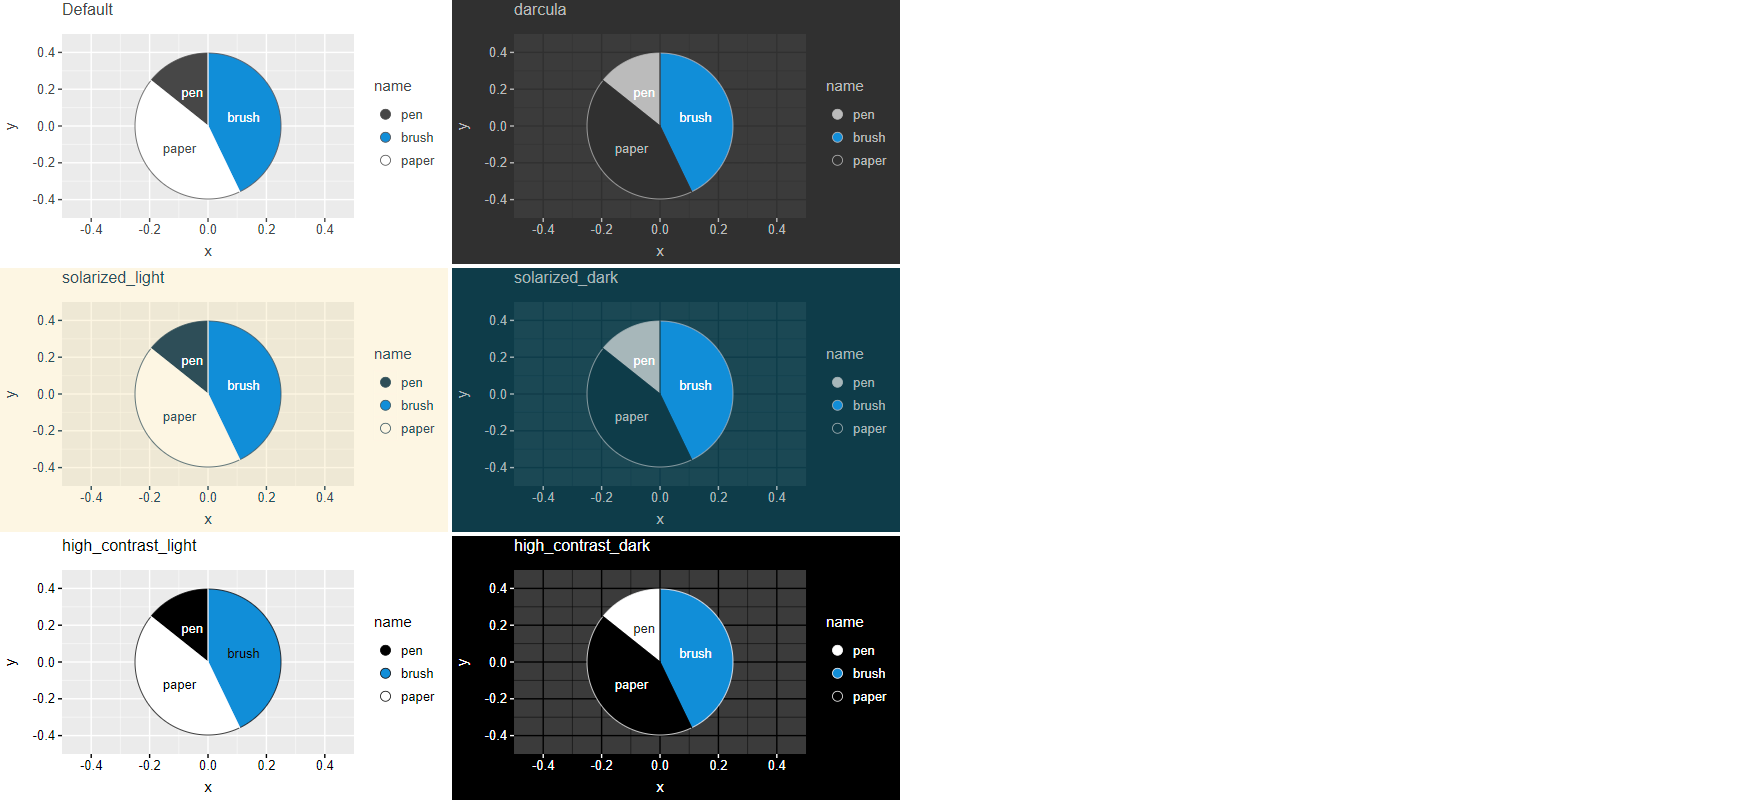 Default
0.4
0.2
0.0
-0.2
-0.4
y
pen
brush
paper
-0.4 -0.2 0.0 0.2 0.4
x
name
pen
brush
paper
darcula
0.4
0.2
0.0
-0.2
-0.4
y
pen
brush
paper
-0.4 -0.2 0.0 0.2 0.4
x
name
pen
brush
paper
solarized_light
0.4
0.2
0.0
-0.2
-0.4
y
pen
brush
paper
-0.4 -0.2 0.0 0.2 0.4
x
name
pen
brush
paper
solarized_dark
0.4
0.2
0.0
-0.2
-0.4
y
pen
brush
paper
-0.4 -0.2 0.0 0.2 0.4
x
name
pen
brush
paper
high_contrast_light
0.4
0.2
0.0
-0.2
-0.4
y
pen
brush
paper
-0.4 -0.2 0.0 0.2 0.4
x
name
pen
brush
paper
high_contrast_dark
0.4
0.2
0.0
-0.2
-0.4
y
pen
brush
paper
-0.4 -0.2 0.0 0.2 0.4
x
name
pen
brush
paper